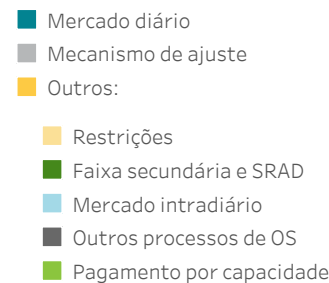 Mercado diário
Mecanismo de ajuste
Outros:
Restrições
Faixa secundária e SRAD
Mercado intradiário
Outros processos de OS
Pagamento por capacidade